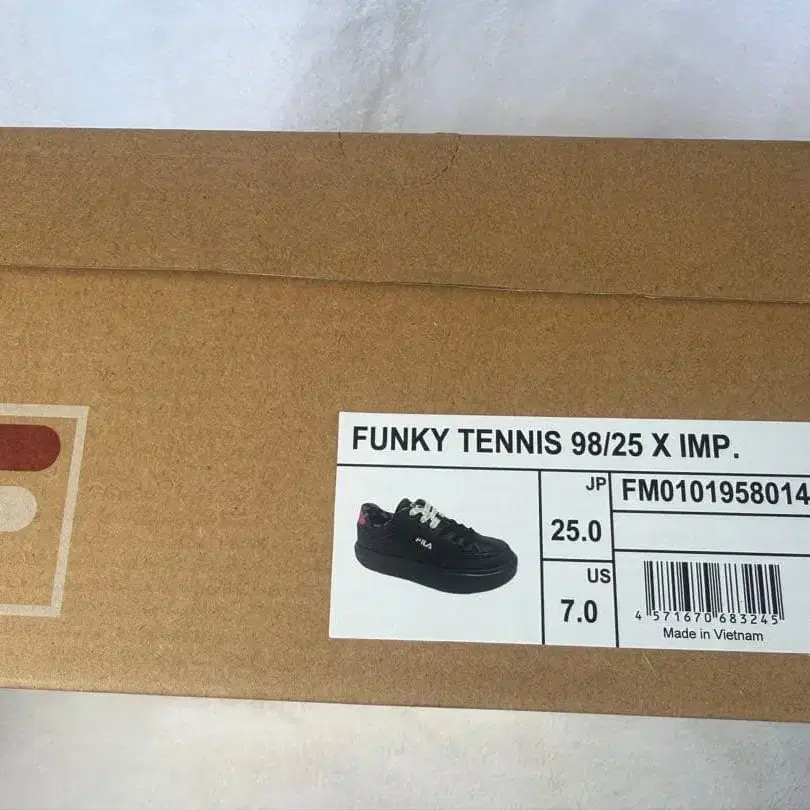 FUNKY TENNIS 98/25 X IMP.
JP
25.0
FM0101958014
US
7.0
4 571670 683245
Made in Vietnam
FILA